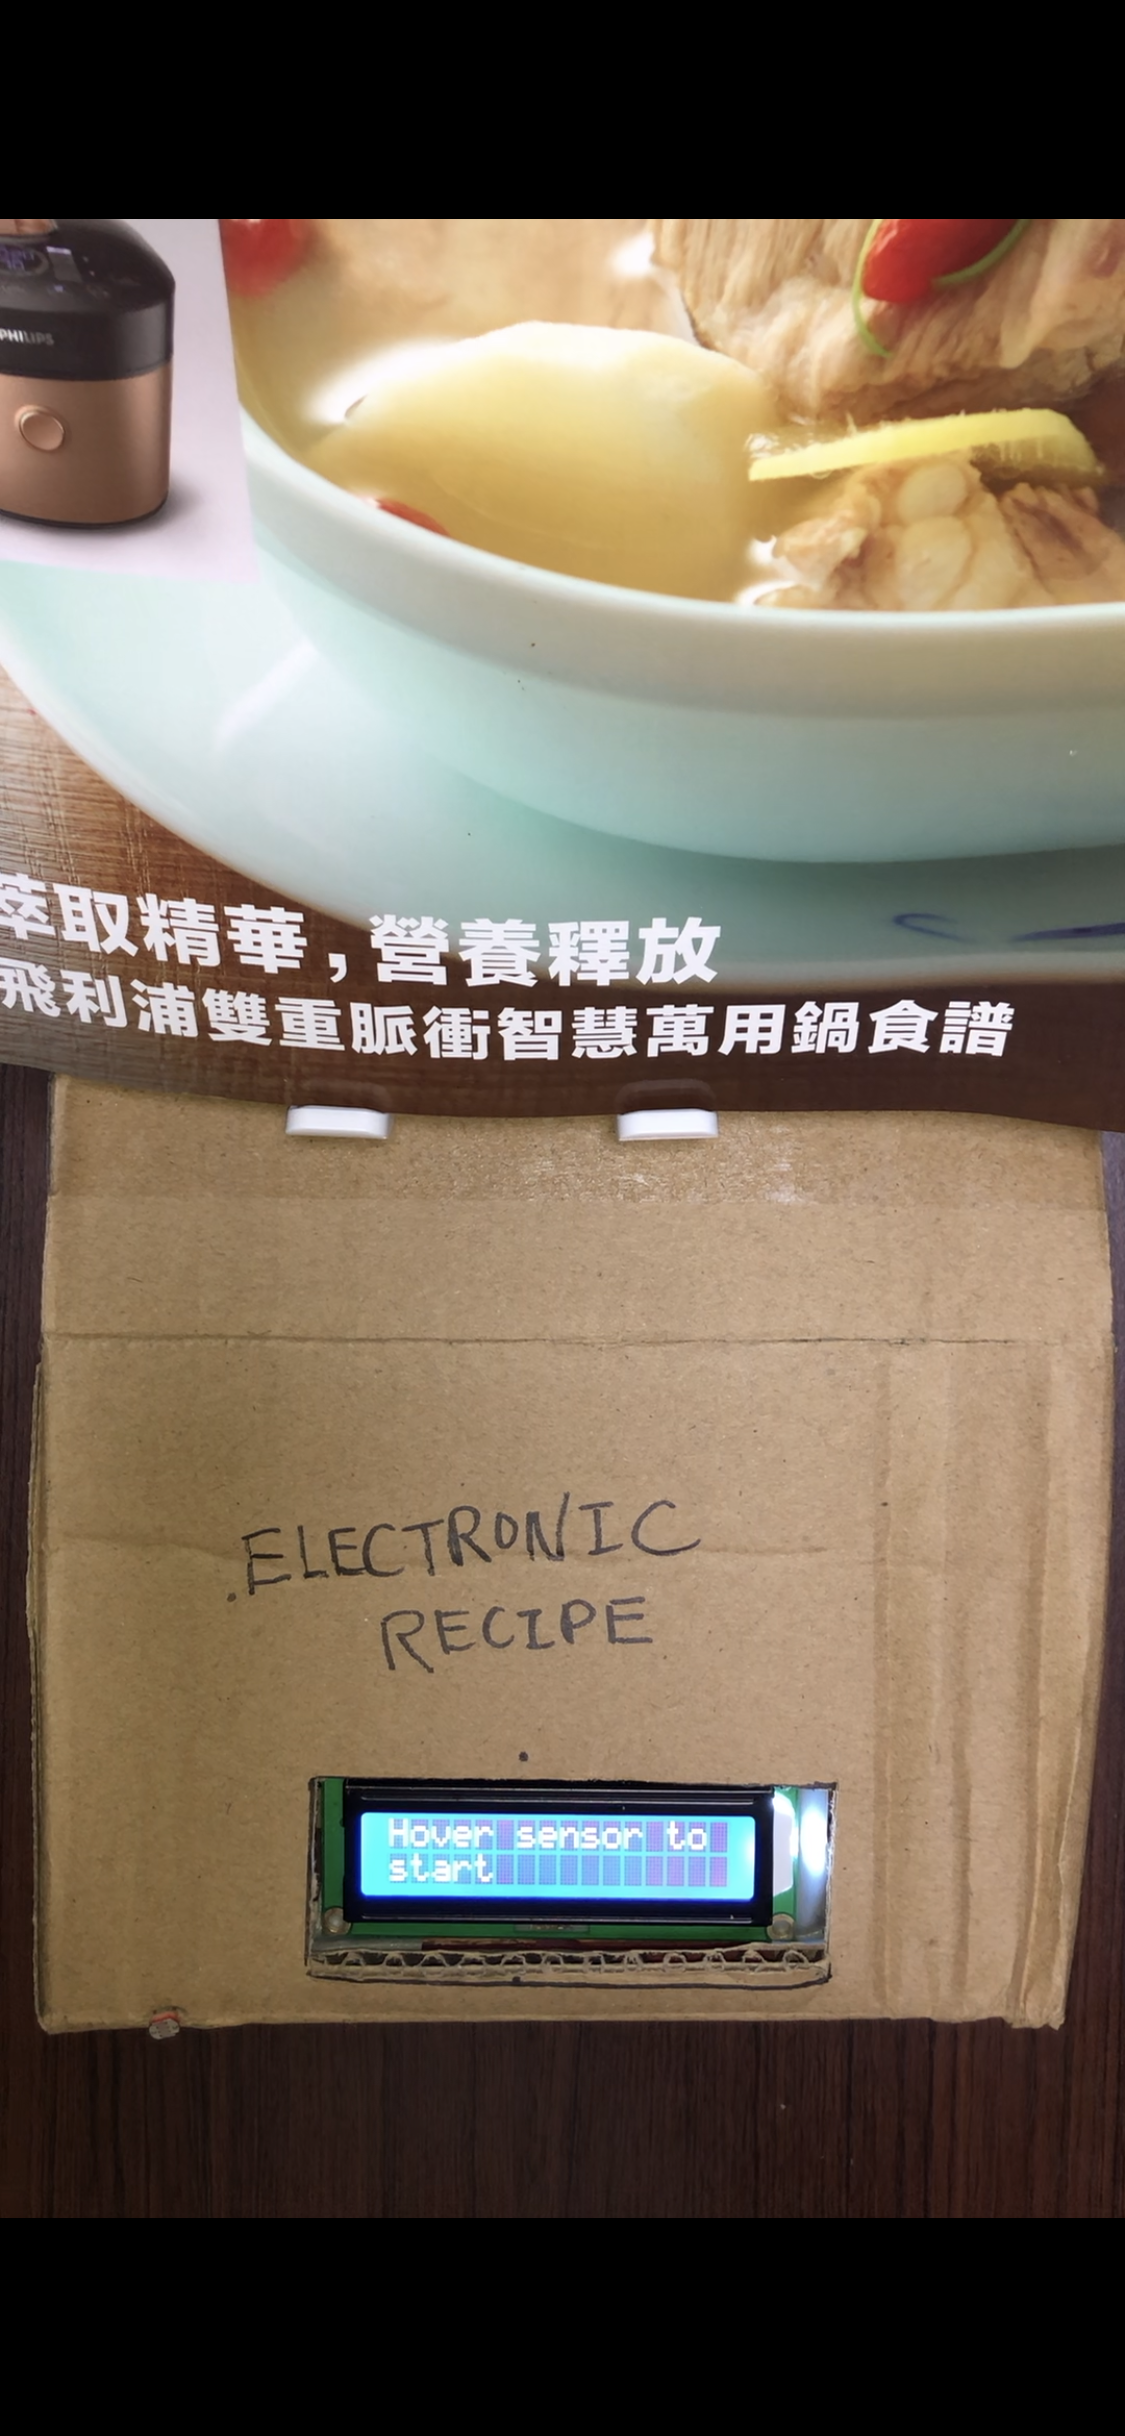 PHILIPS
萃取精華,營養釋放
飛利浦雙重脈衝智慧萬用鍋食譜
ELECTRONIC
RECIPE
Hover sensor to
start